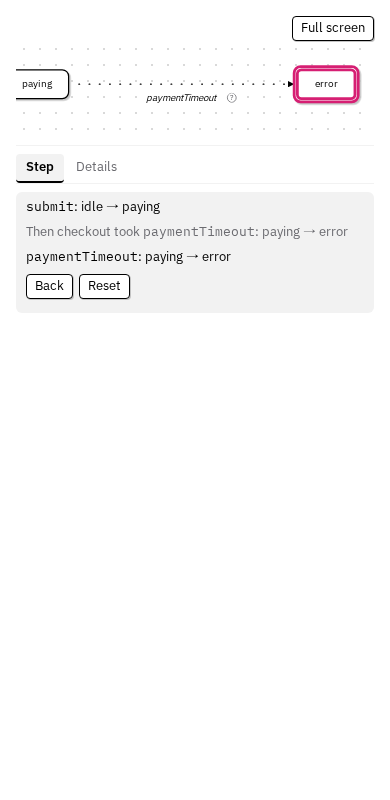 Full screen
paying
error
paymentTimeout ?
Step Details
submit: idle → paying
Then checkout took paymentTimeout: paying → error
paymentTimeout: paying → error
Back Reset